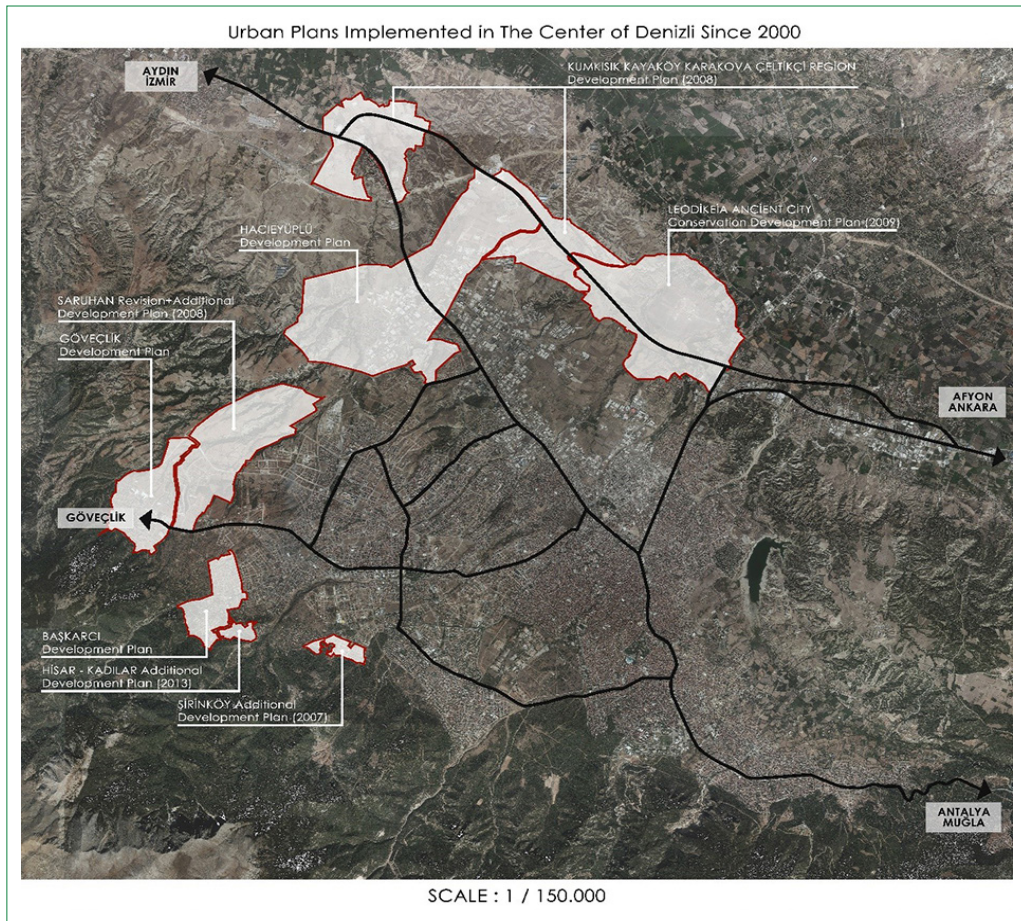 Urban Plans Implemented in The Center of Denizli Since 2000
AYDIN
İZMİR
KUMKISIK KAYAKÖY KARAKOVA ÇELTİKÇİ REGION
Development Plan (2008)
LEODİKEIA ANCIENT CITY
Conservation Development Plan (2009)
HACIEYÜPLÜ
Development Plan
SARUHAN Revision+Additional
Development Plan (2008)
GÖVEÇLİK
Development Plan
AFYON
ANKARA
GÖVEÇLİK
BAŞKARCI
Development Plan
HİSAR - KADILAR Additional
Development Plan (2013)
ŞİRİNKÖY Additional
Development Plan (2007)
ANTALYA
MUĞLA
SCALE : 1 / 150.000